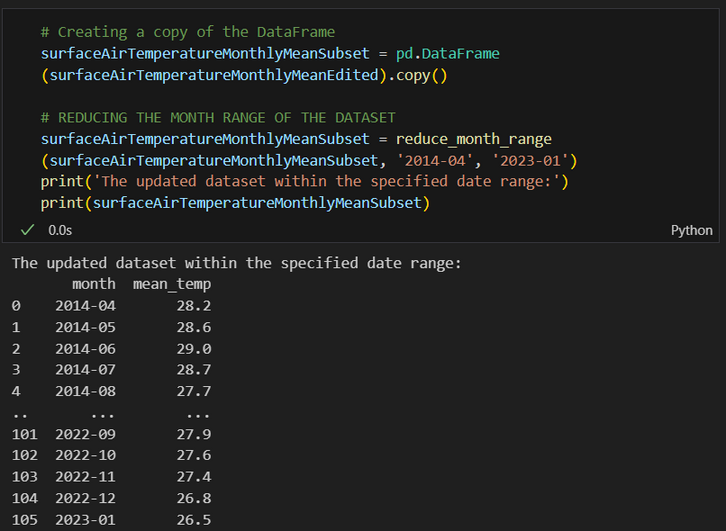 # Creating a copy of the DataFrame
surfaceAirTemperatureMonthlyMeanSubset = pd.DataFrame
(surfaceAirTemperatureMonthlyMeanEdited).copy()
# REDUCING THE MONTH RANGE OF THE DATASET
surfaceAirTemperatureMonthlyMeanSubset = reduce_month_range
(surfaceAirTemperatureMonthlyMeanSubset, '2014-04', '2023-01')
print('The updated dataset within the specified date range:')
print(surfaceAirTemperatureMonthlyMeanSubset)
✓ 0.0s Python
The updated dataset within the specified date range:
month mean_temp
0 2014-04 28.2
1 2014-05 28.6
2 2014-06 29.0
3 2014-07 28.7
4 2014-08 27.7
.. ... ...
101 2022-09 27.9
102 2022-10 27.6
103 2022-11 27.4
104 2022-12 26.8
105 2023-01 26.5